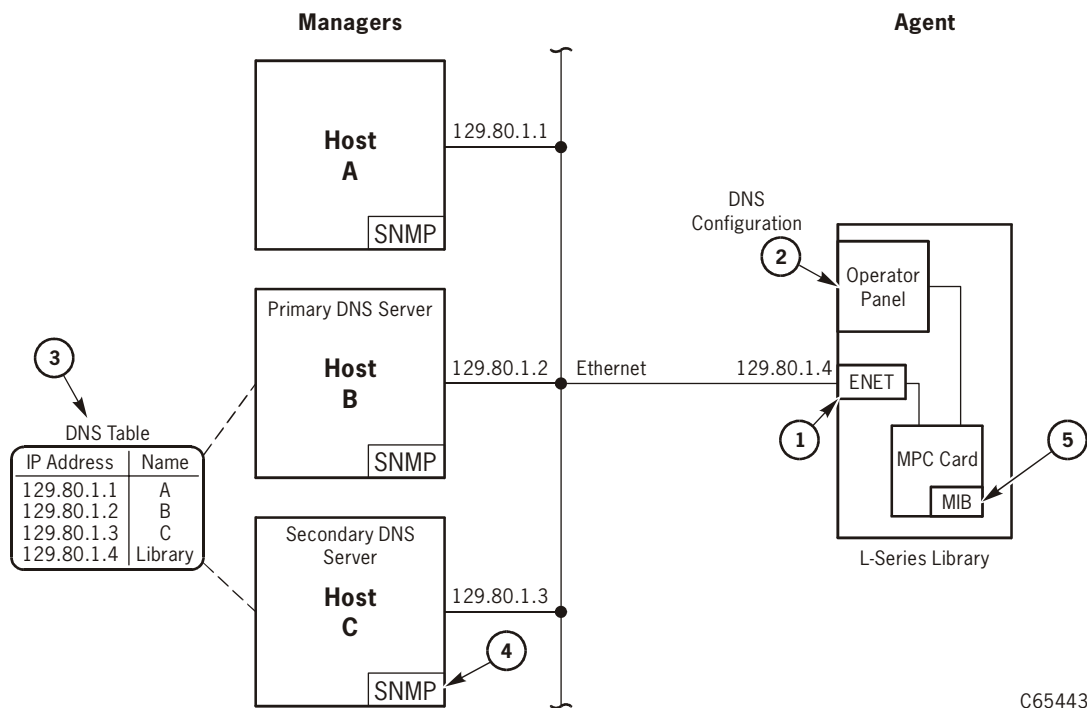 Managers
Agent
Host
A
129.80.1.1
SNMP
DNS
Configuration
2
Operator
Panel
Primary DNS Server
Host
B
129.80.1.2
SNMP
Ethernet
129.80.1.4
ENET
1
MPC Card
MIB
5
L-Series Library
3
DNS Table
IP Address Name
129.80.1.1 A
129.80.1.2 B
129.80.1.3 C
129.80.1.4 Library
Secondary DNS
Server
Host
C
129.80.1.3
SNMP
4
C65443